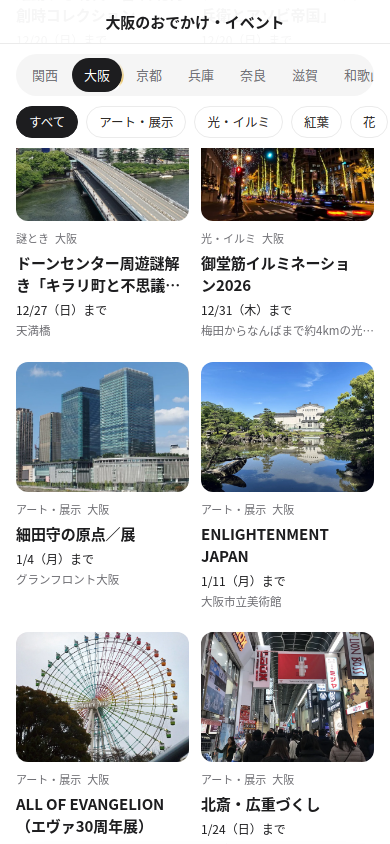 大阪のおでかけ・イベント
関西 大阪 京都 兵庫 奈良 滋賀 和歌山
すべて アート・展示 光・イルミ 紅葉 花
謎とき 大阪
ドーンセンター周遊謎解
き「キラリ町と不思議…
12/27（日）まで
天満橋
光・イルミ 大阪
御堂筋イルミネーショ
ン2026
12/31（木）まで
梅田からなんばまで約4kmの光…
アート・展示 大阪
細田守の原点／展
1/4（月）まで
グランフロント大阪
アート・展示 大阪
ENLIGHTENMENT
JAPAN
1/11（月）まで
大阪市立美術館
アート・展示 大阪
ALL OF EVANGELION
（エヴァ30周年展）
アート・展示 大阪
北斎・広重づくし
1/24（日）まで